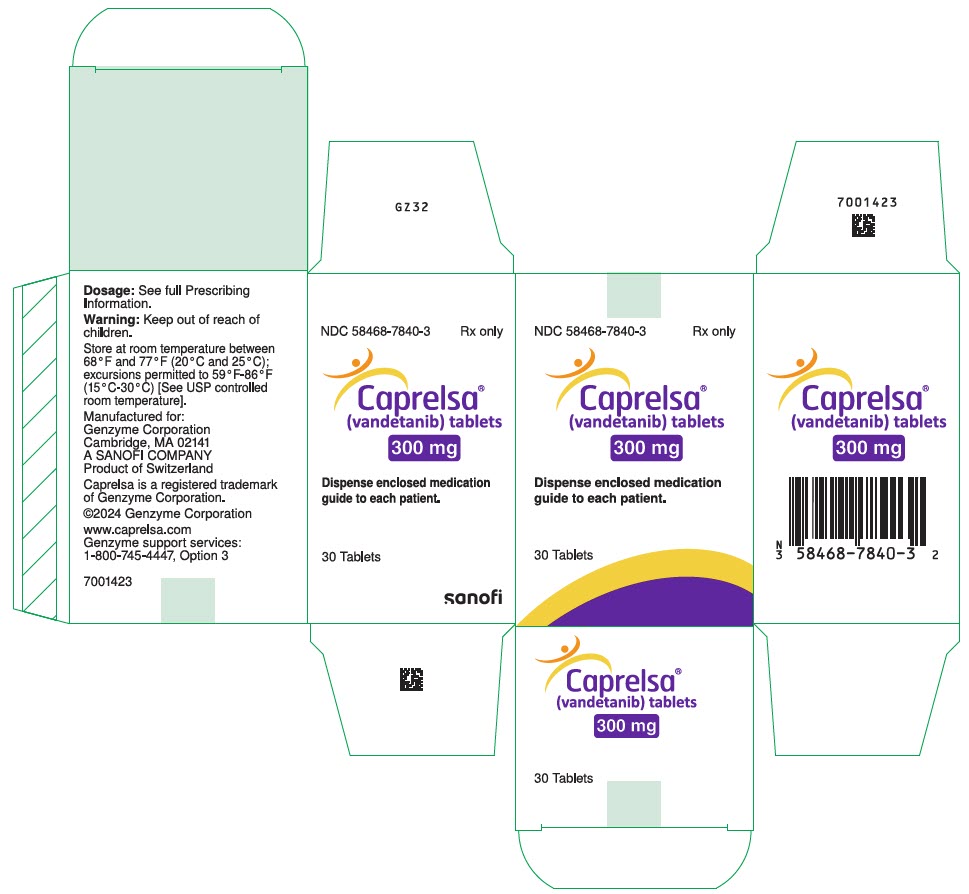 GZ32
7001423
Dosage: See full Prescribing
Information.
Warning: Keep out of reach of
children.
Store at room temperature between
68°F and 77°F (20°C and 25°C);
excursions permitted to 59°F-86°F
(15°C-30°C) [See USP controlled
room temperature].
Manufactured for:
Genzyme Corporation
Cambridge, MA 02141
A SANOFI COMPANY
Product of Switzerland
Caprelsa is a registered trademark
of Genzyme Corporation.
©2024 Genzyme Corporation
www.caprelsa.com
Genzyme support services:
1-800-745-4447, Option 3
7001423
NDC 58468-7840-3 Rx only
Caprelsa®
(vandetanib) tablets
300 mg
Dispense enclosed medication
guide to each patient.
30 Tablets
sanofi
NDC 58468-7840-3 Rx only
Caprelsa®
(vandetanib) tablets
300 mg
Dispense enclosed medication
guide to each patient.
30 Tablets
Caprelsa®
(vandetanib) tablets
300 mg
N
3 58468-7840-3 2
Caprelsa®
(vandetanib) tablets
300 mg
30 Tablets